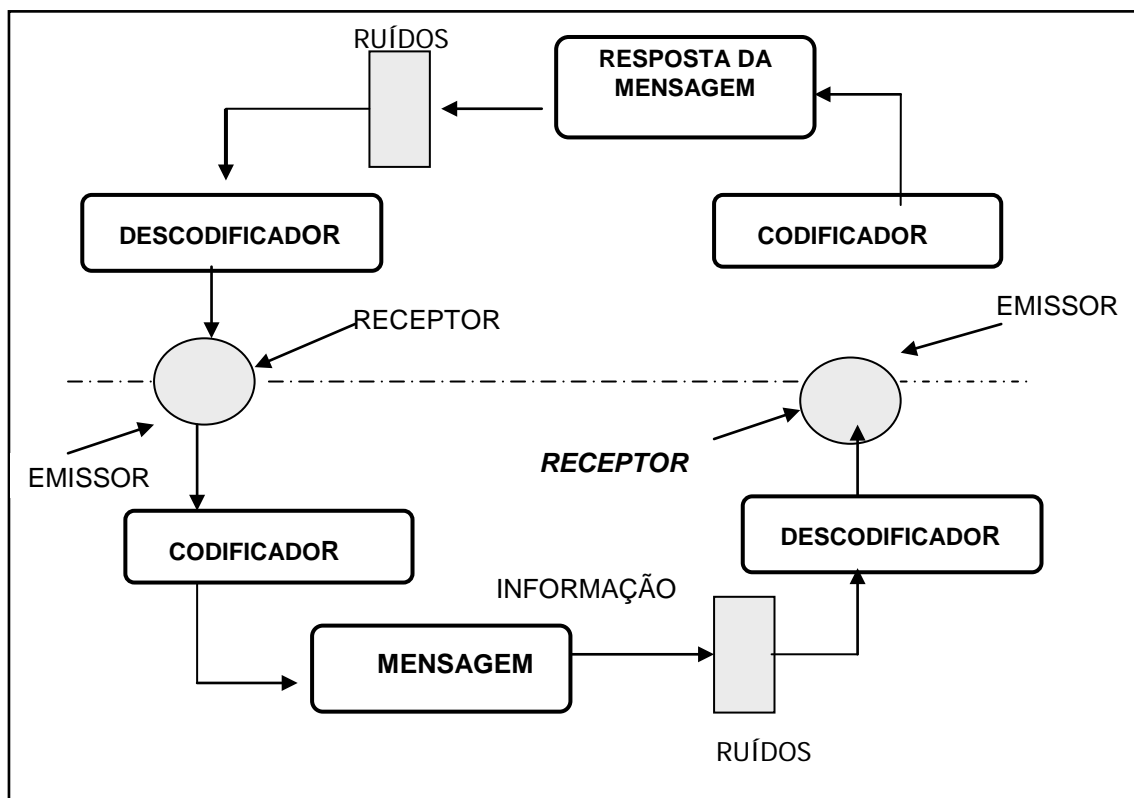 RUÍDOS
RESPOSTA DA
MENSAGEM
DESCODIFICADOR
CODIFICADOR
RECEPTOR
EMISSOR
EMISSOR
RECEPTOR
CODIFICADOR
DESCODIFICADOR
INFORMAÇÃO
MENSAGEM
RUÍDOS